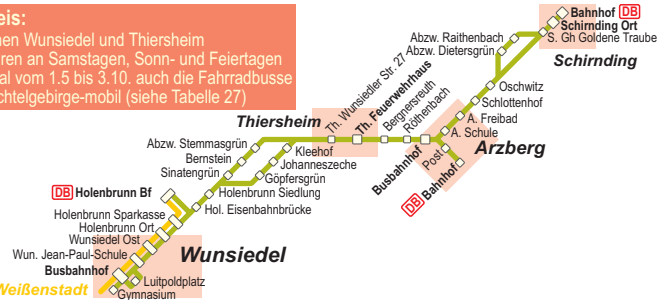 eis:
en Wunsiedel und Thiersheim
ren an Samstagen, Sonn- und Feiertagen
al vom 1.5 bis 3.10. auch die Fahrradbusse
chtelgebirge-mobil (siehe Tabelle 27)
Bahnhof DB
Schirnding Ort
S. Gh Goldene Traube
Schirnding
Abzw. Raithenbach
Abzw. Dietersgrün
Oschwitz
Schlottenhof
A. Freibad
A. Schule
Arzberg
Post
DB Bahnhof
Busbahnhof
Röthenbach
Bergnersreuth
Th. Feuerwehrhaus
Th. Wunsiedler Str. 27
Thiersheim
Abzw. Stemmasgrün
Bernstein
Sinatengrün
Kleehof
Johanneszeche
Göpfersgrün
Holenbrunn Siedlung
Hol. Eisenbahnbrücke
DB Holenbrunn Bf
Holenbrunn Sparkasse
Holenbrunn Ort
Wunsiedel Ost
Wun. Jean-Paul-Schule
Busbahnhof
Wunsiedel
Luitpoldplatz
Gymnasium
Weißenstadt